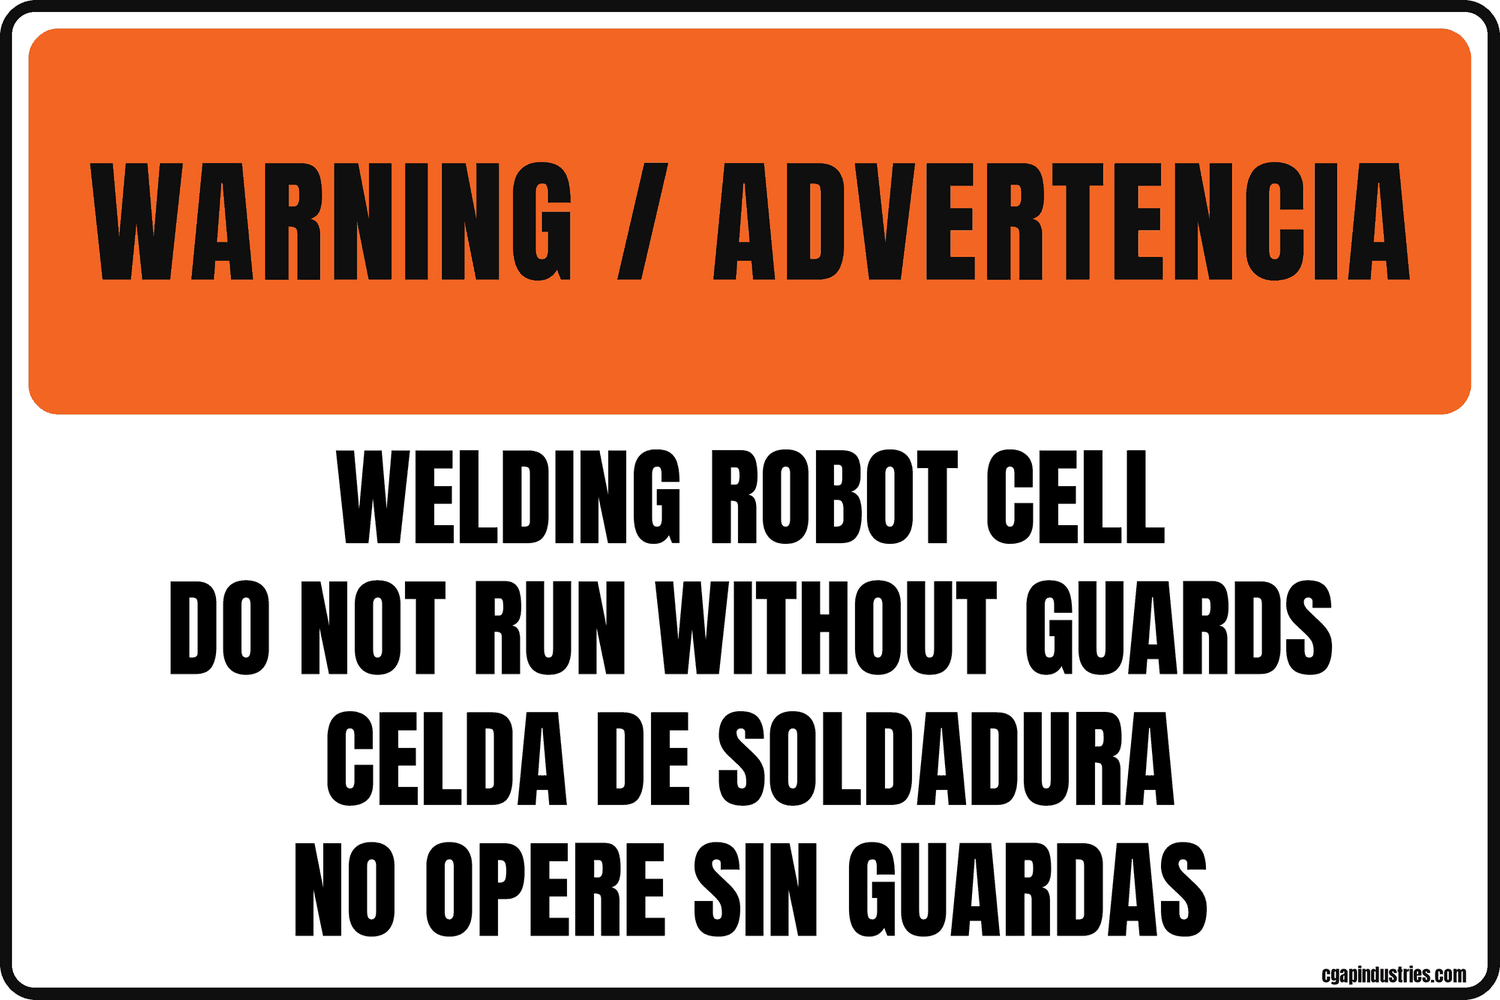 WARNING / ADVERTENCIA
WELDING ROBOT CELL
DO NOT RUN WITHOUT GUARDS
CELDA DE SOLDADURA
NO OPERE SIN GUARDAS
cgapindustries.com